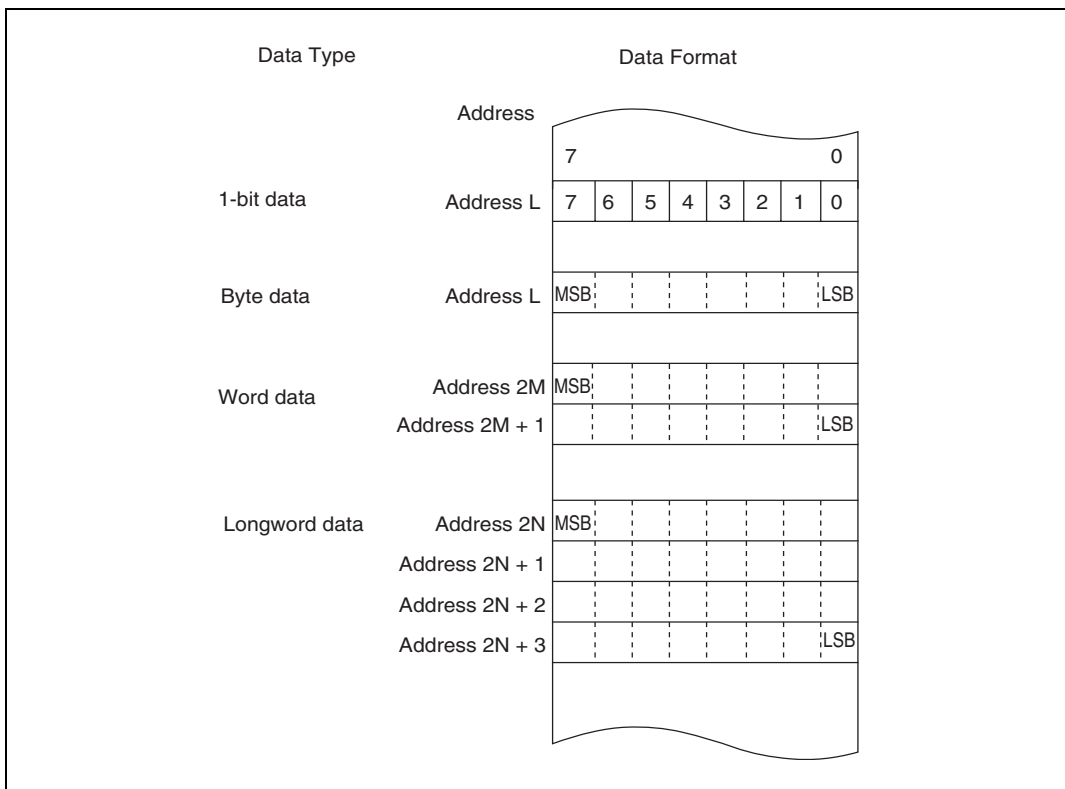 Data Type Data Format
Address
7 0
1-bit data Address L 7 6 5 4 3 2 1 0
Byte data Address L MSB LSB
Word data Address 2M MSB
Address 2M + 1 LSB
Longword data Address 2N MSB
Address 2N + 1
Address 2N + 2
Address 2N + 3 LSB